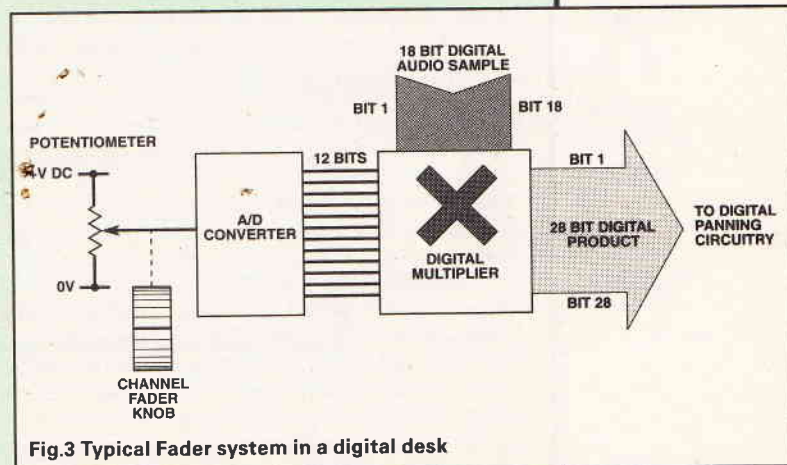 18 BIT DIGITAL
AUDIO SAMPLE
BIT 1
BIT 18
POTENTIOMETER
+V DC
0V
CHANNEL
FADER
KNOB
A/D
CONVERTER
12 BITS
DIGITAL
MULTIPLIER
BIT 1
28 BIT DIGITAL
PRODUCT
BIT 28
TO DIGITAL
PANNING
CIRCUITRY
Fig.3 Typical Fader system in a digital desk